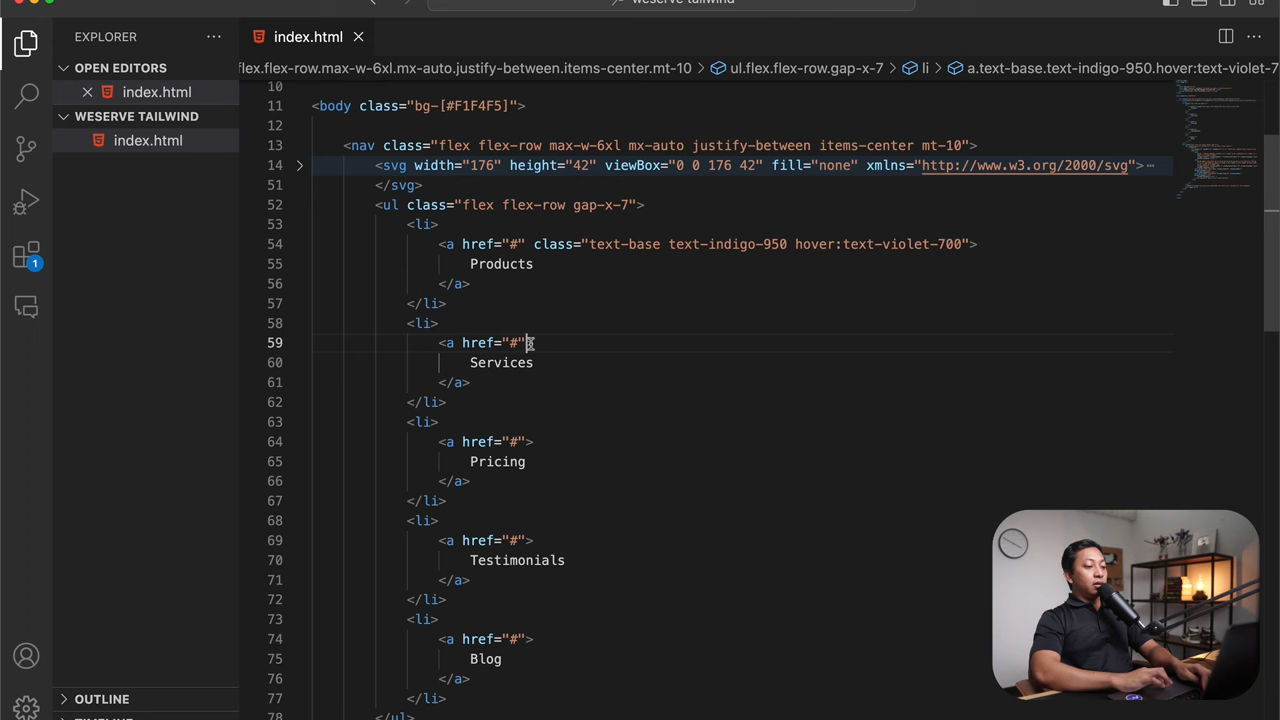 weserve tailwind
EXPLORER
index.html
OPEN EDITORS
index.html
WESERVE TAILWIND
index.html
flex.flex-row.max-w-6xl.mx-auto.justify-between.items-center.mt-10 > ul.flex.flex-row.gap-x-7 > li > a.text-base.text-indigo-950.hover:text-violet-7
10
11 <body class="bg-[#F1F4F5]">
12
13 <nav class="flex flex-row max-w-6xl mx-auto justify-between items-center mt-10">
14 <svg width="176" height="42" viewBox="0 0 176 42" fill="none" xmlns="http://www.w3.org/2000/svg">
51 </svg>
52 <ul class="flex flex-row gap-x-7">
53 <li>
54 <a href="#" class="text-base text-indigo-950 hover:text-violet-700">
55 Products
56 </a>
57 </li>
58 <li>
59 <a href="#"
60 Services
61 </a>
62 </li>
63 <li>
64 <a href="#">
65 Pricing
66 </a>
67 </li>
68 <li>
69 <a href="#">
70 Testimonials
71 </a>
72 </li>
73 <li>
74 <a href="#">
75 Blog
76 </a>
77 </li>
78 </ul>
1
OUTLINE
TIMELINE